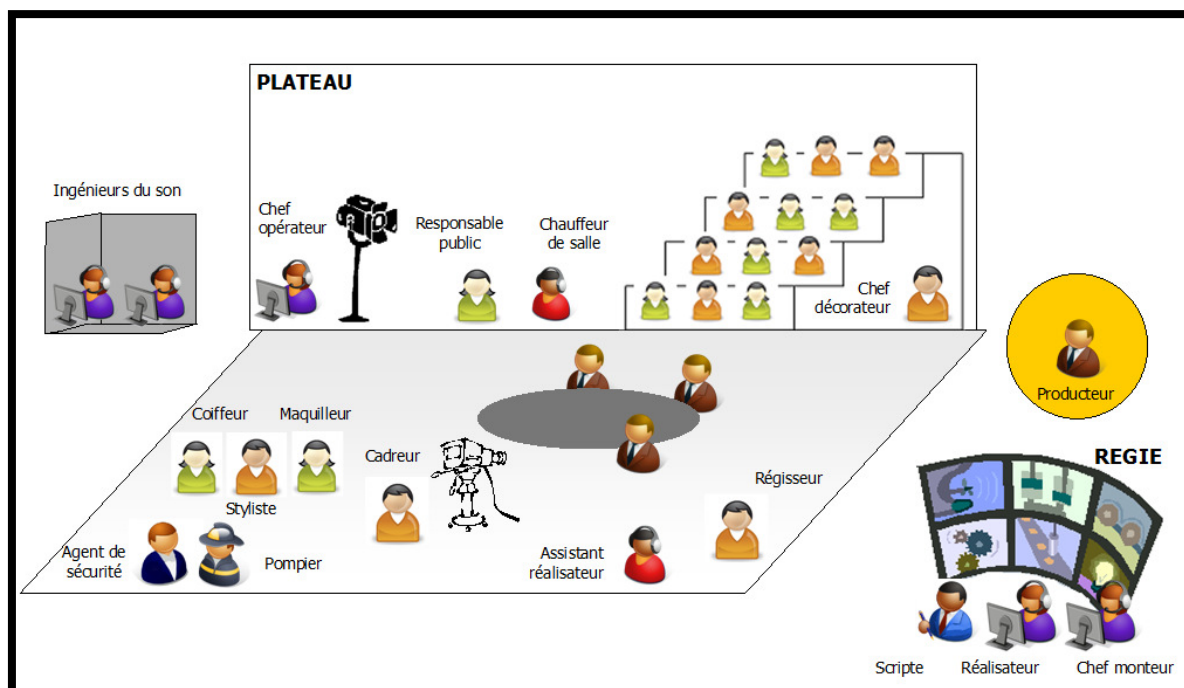 PLATEAU
Ingénieurs du son
Chef
opérateur
Responsable
public
Chauffeur
de salle
Chef
décorateur
Producteur
Coiffeur
Maquilleur
Styliste
Cadreur
Régisseur
Agent de
sécurité
Pompier
Assistant
réalisateur
REGIE
Scripte
Réalisateur
Chef monteur